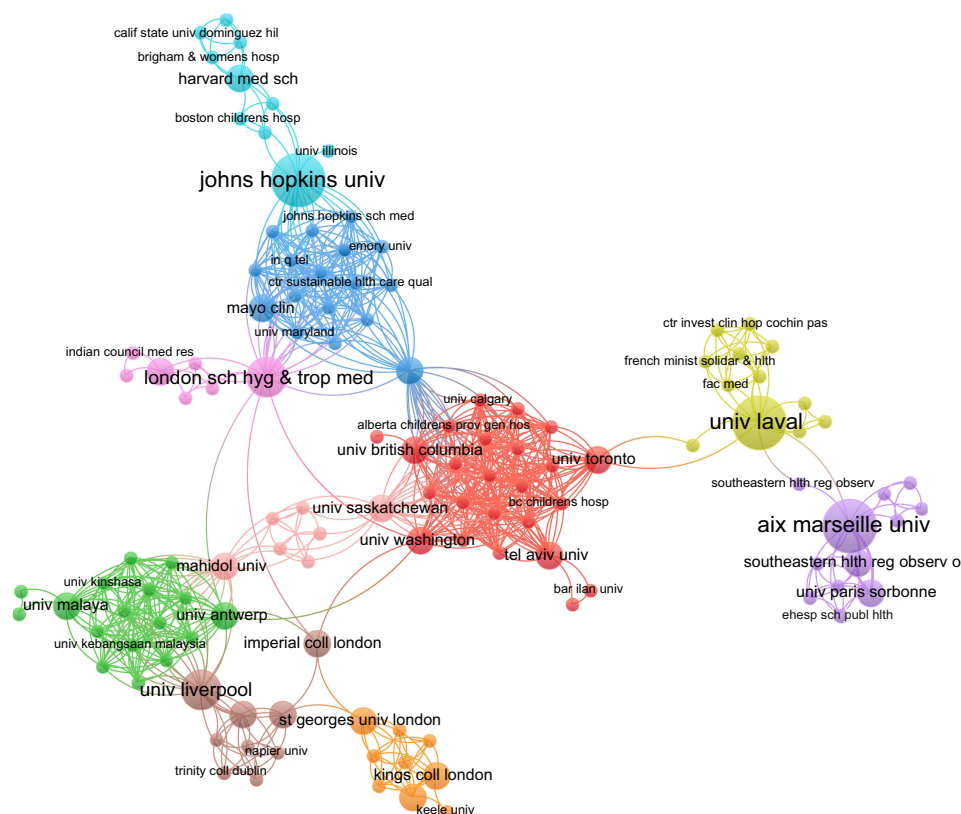 calif state univ dominguez hil
brigham & womens hosp
harvard med sch
boston childrens hosp
univ illinois
johns hopkins univ
johns hopkins sch med
emory univ
in q tel
ctr sustainable hlth care qual
mayo clin
univ maryland
ctr invest clin hop cochin pas
indian council med res
french minist solidar & hlth
london sch hyg & trop med
fac med
univ calgary
univ laval
alberta childrens prov gen hos
univ british columbia
univ toronto
southeastern hlth reg observ
bc childrens hosp
univ saskatchewan
aix marseille univ
univ washington
tel aviv univ
mahidol univ
southeastern hlth reg observ o
univ kinshasa
bar ilan univ
univ paris sorbonne
univ malaya
univ antwerp
ehesp sch publ hlth
univ kebangsaan malaysia
imperial coll london
univ liverpool
st georges univ london
napier univ
trinity coll dublin
kings coll london
keele univ